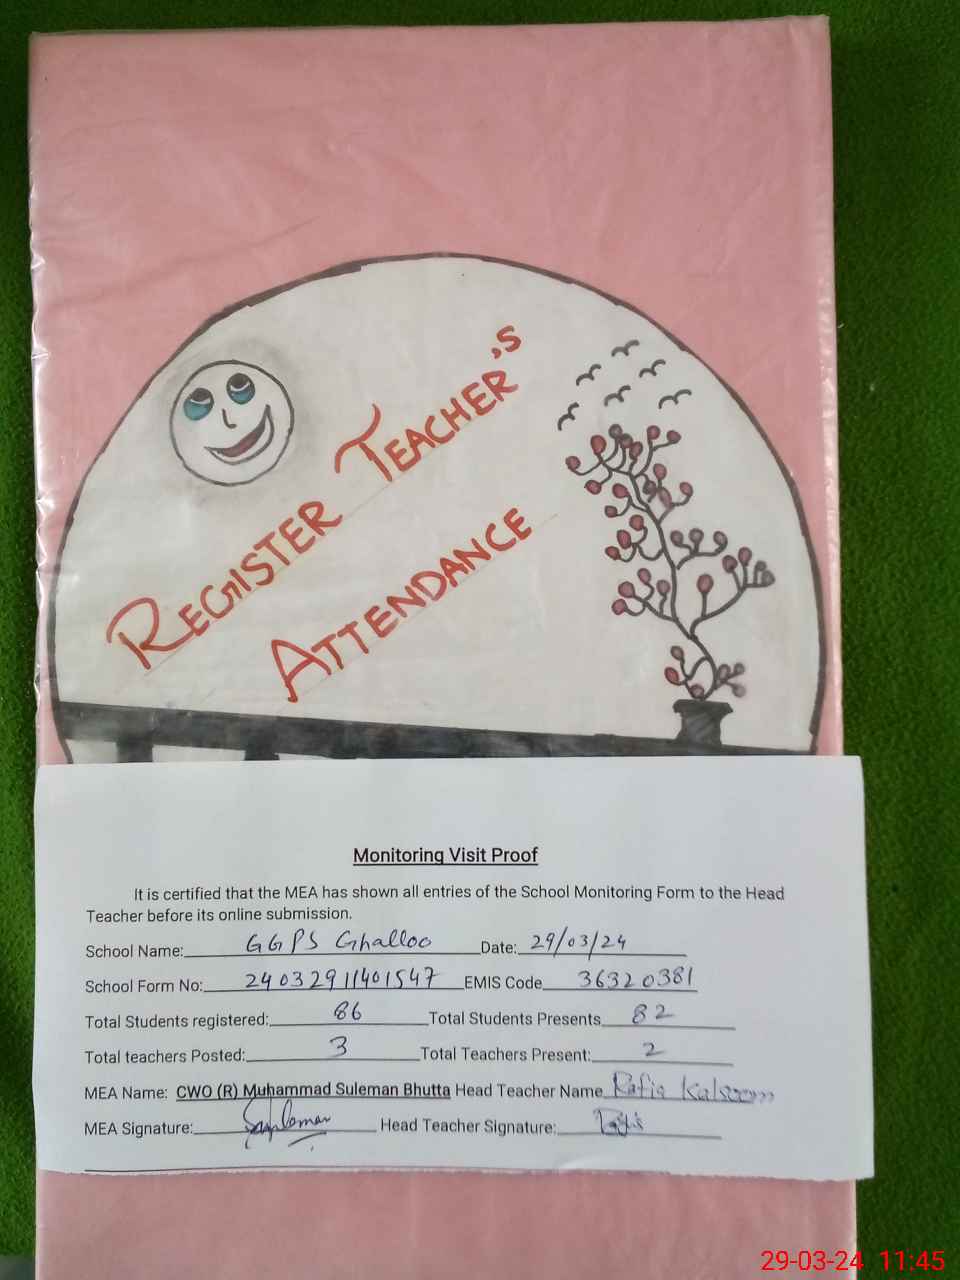 REGISTER TEACHER'S
ATTENDANCE
Monitoring Visit Proof
It is certified that the MEA has shown all entries of the School Monitoring Form to the Head
Teacher before its online submission.
School Name: GGPS Ghalloo Date: 29/03/24
School Form No: 24032911401547 EMIS Code 36320381
Total Students registered: 86 Total Students Presents 82
Total teachers Posted: 3 Total Teachers Present: 2
MEA Name: CWO (R) Muhammad Suleman Bhutta Head Teacher Name Rafia Kalsoom
MEA Signature: Head Teacher Signature:
29-03-24 11:45